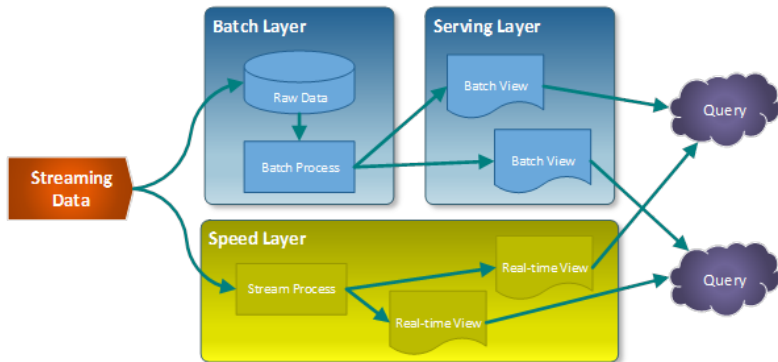 Batch Layer
Serving Layer
Raw Data
Batch View
Query
Batch Process
Batch View
Streaming
Data
Speed Layer
Real-time View
Stream Process
Query
Real-time View